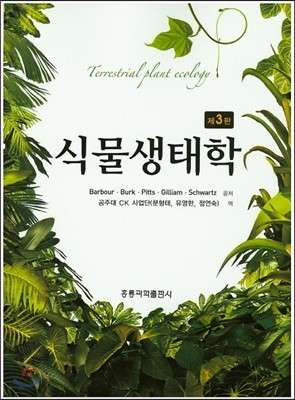 Terrestrial plant ecology
제3판
식물생태학
Barbour · Burk · Pitts · Gilliam · Schwartz 공저
공주대 CK 사업단(문형태, 유영한, 정연숙) 역
홍릉과학출판사